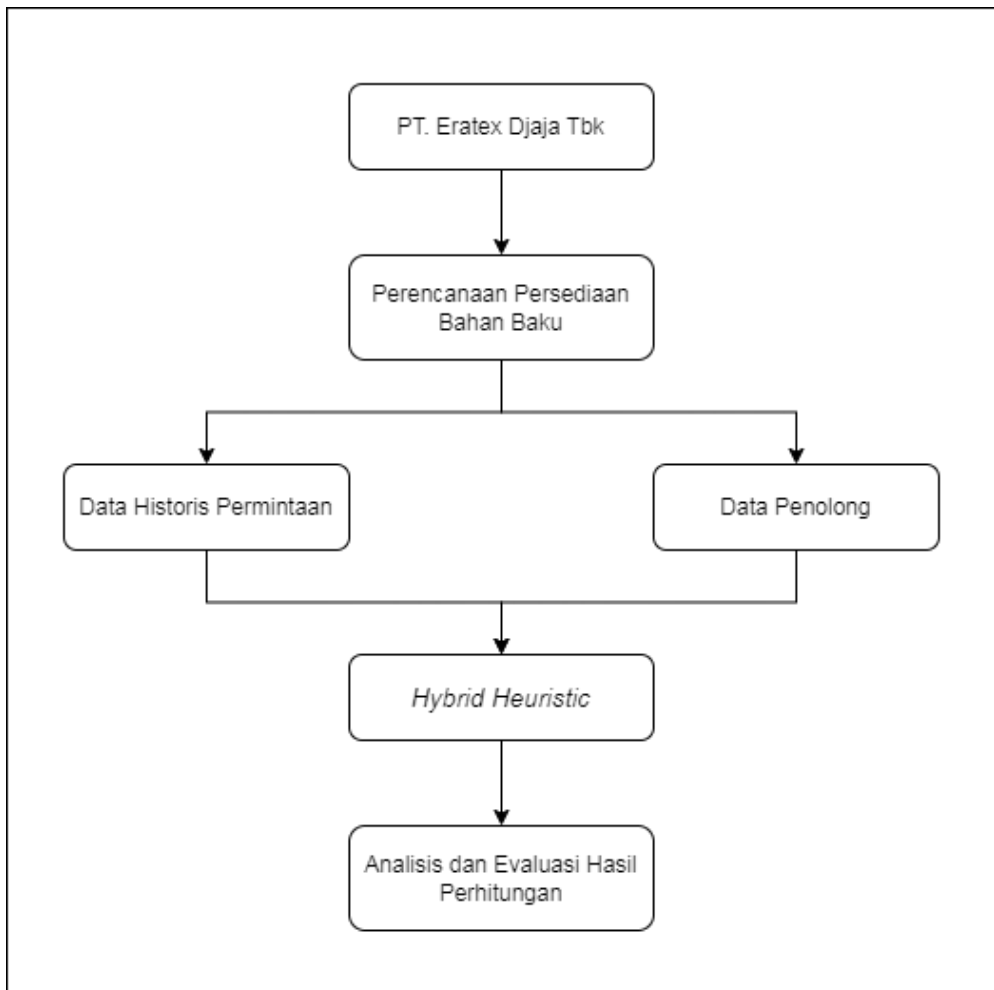 PT. Eratex Djaja Tbk
Perencanaan Persediaan
Bahan Baku
Data Historis Permintaan
Data Penolong
Hybrid Heuristic
Analisis dan Evaluasi Hasil
Perhitungan